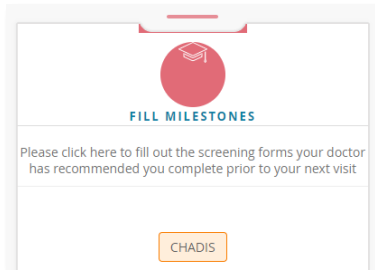 FILL MILESTONES
Please click here to fill out the screening forms your doctor
has recommended you complete prior to your next visit
CHADIS